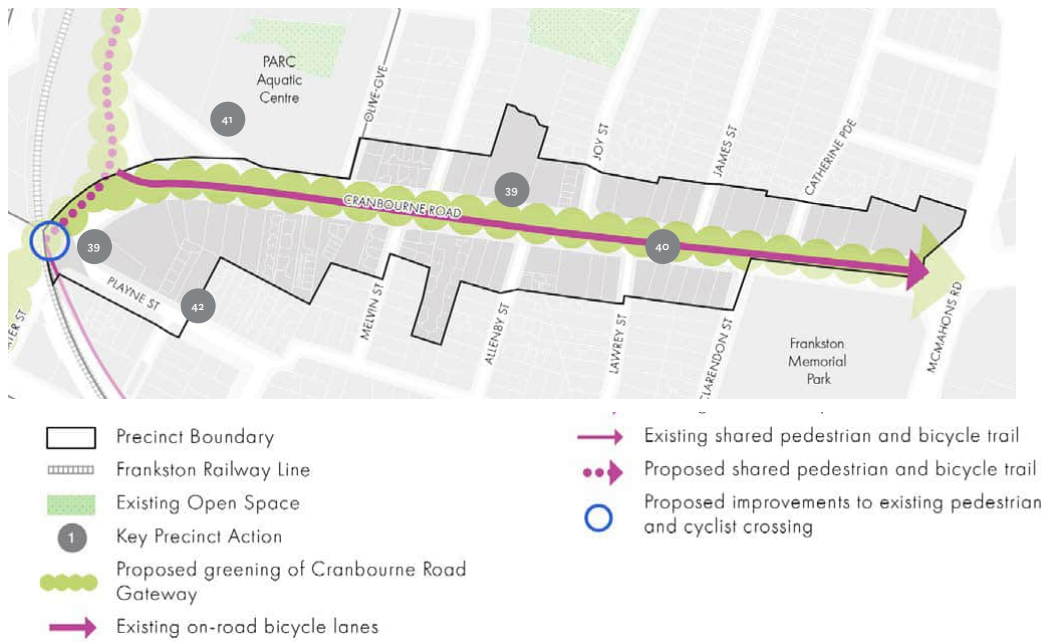 PARC
Aquatic
Centre
OLIVE GVE
41
JOY ST
JAMES ST
CATHERINE PDE
39
CRANBOURNE ROAD
39
40
PLAYNE ST
42
MELVIN ST
ALLENBY ST
LAWREY ST
CLARENDON ST
MCMAHONS RD
Frankston
Memorial
Park
Precinct Boundary
Frankston Railway Line
Existing Open Space
1
Key Precinct Action
Proposed greening of Cranbourne Road
Gateway
Existing on-road bicycle lanes
Existing shared pedestrian and bicycle trail
Proposed shared pedestrian and bicycle trail
Proposed improvements to existing pedestrian
and cyclist crossing